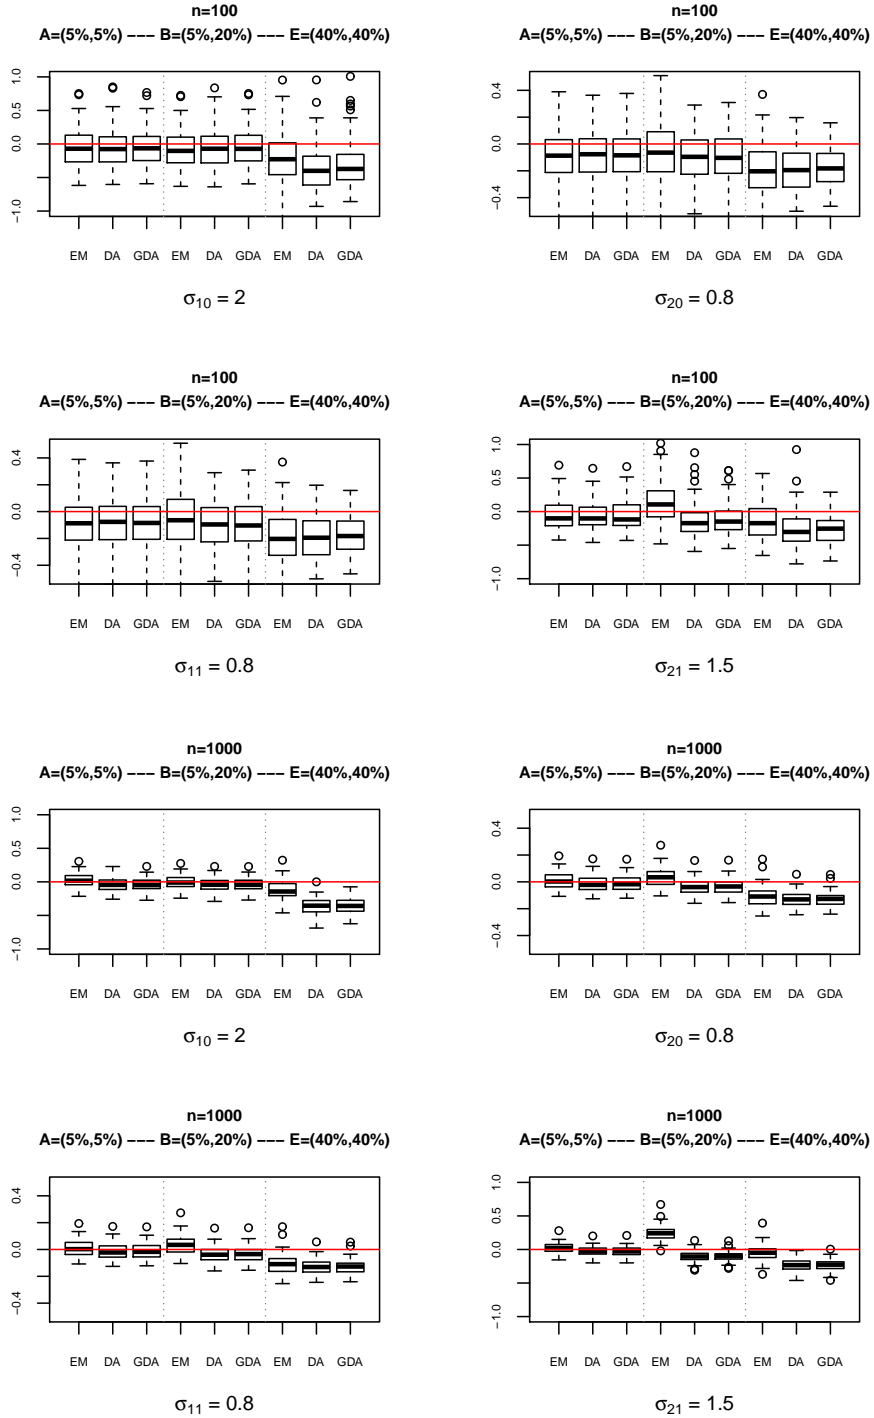 n=100
A=(5%,5%) −−− B=(5%,20%) −−− E=(40%,40%)
−1.0 0.0 0.5 1.0
EM DA GDA EM DA GDA EM DA GDA
σ10 = 2
n=100
A=(5%,5%) −−− B=(5%,20%) −−− E=(40%,40%)
−0.4 0.0 0.4
EM DA GDA EM DA GDA EM DA GDA
σ20 = 0.8
n=100
A=(5%,5%) −−− B=(5%,20%) −−− E=(40%,40%)
−0.4 0.0 0.4
EM DA GDA EM DA GDA EM DA GDA
σ11 = 0.8
n=100
A=(5%,5%) −−− B=(5%,20%) −−− E=(40%,40%)
−1.0 0.0 0.5 1.0
EM DA GDA EM DA GDA EM DA GDA
σ21 = 1.5
n=1000
A=(5%,5%) −−− B=(5%,20%) −−− E=(40%,40%)
−1.0 0.0 0.5 1.0
EM DA GDA EM DA GDA EM DA GDA
σ10 = 2
n=1000
A=(5%,5%) −−− B=(5%,20%) −−− E=(40%,40%)
−0.4 0.0 0.4
EM DA GDA EM DA GDA EM DA GDA
σ20 = 0.8
n=1000
A=(5%,5%) −−− B=(5%,20%) −−− E=(40%,40%)
−0.4 0.0 0.4
EM DA GDA EM DA GDA EM DA GDA
σ11 = 0.8
n=1000
A=(5%,5%) −−− B=(5%,20%) −−− E=(40%,40%)
−1.0 0.0 0.5 1.0
EM DA GDA EM DA GDA EM DA GDA
σ21 = 1.5